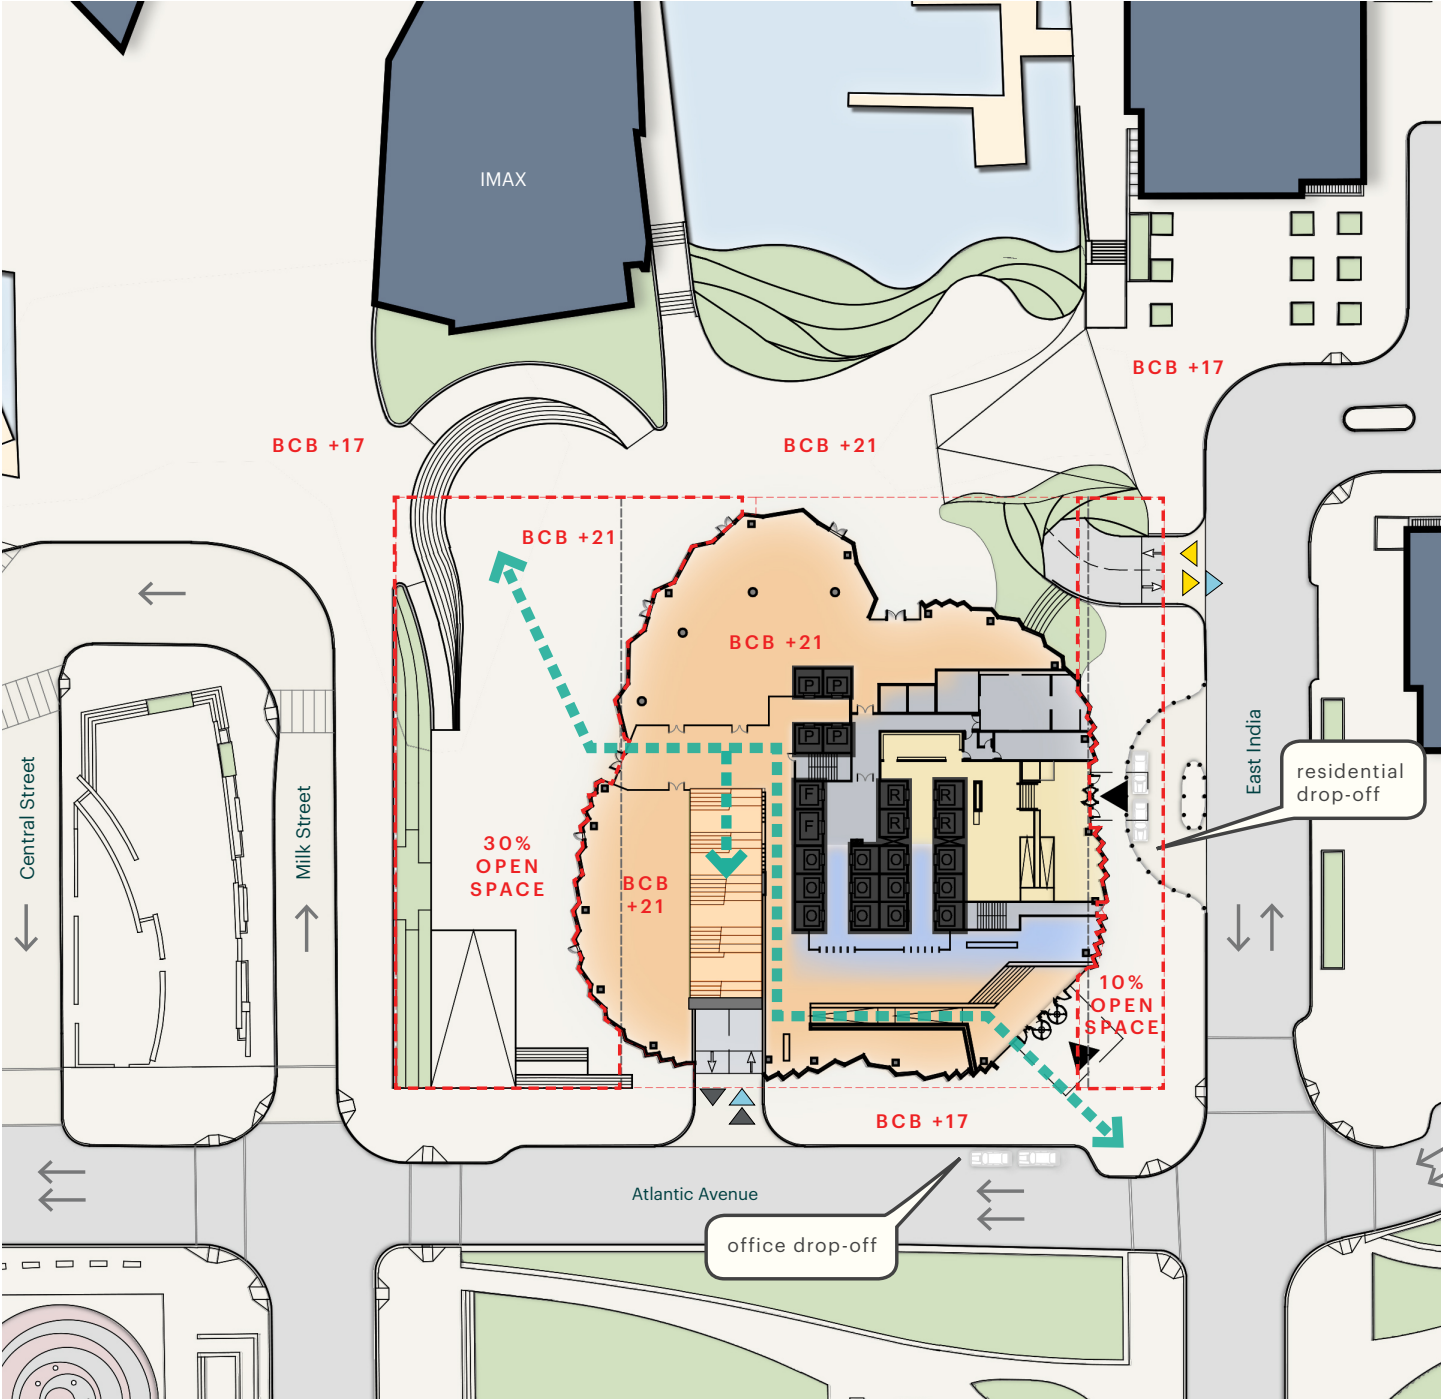 IMAX
BCB +17
BCB +17
BCB +21
BCB +21
BCB +21
P P
P P
East India
residential
drop-off
Central Street
Milk Street
F R R
F R R
30%
OPEN
SPACE
BCB
+21
10%
OPEN
SPACE
BCB +17
Atlantic Avenue
office drop-off